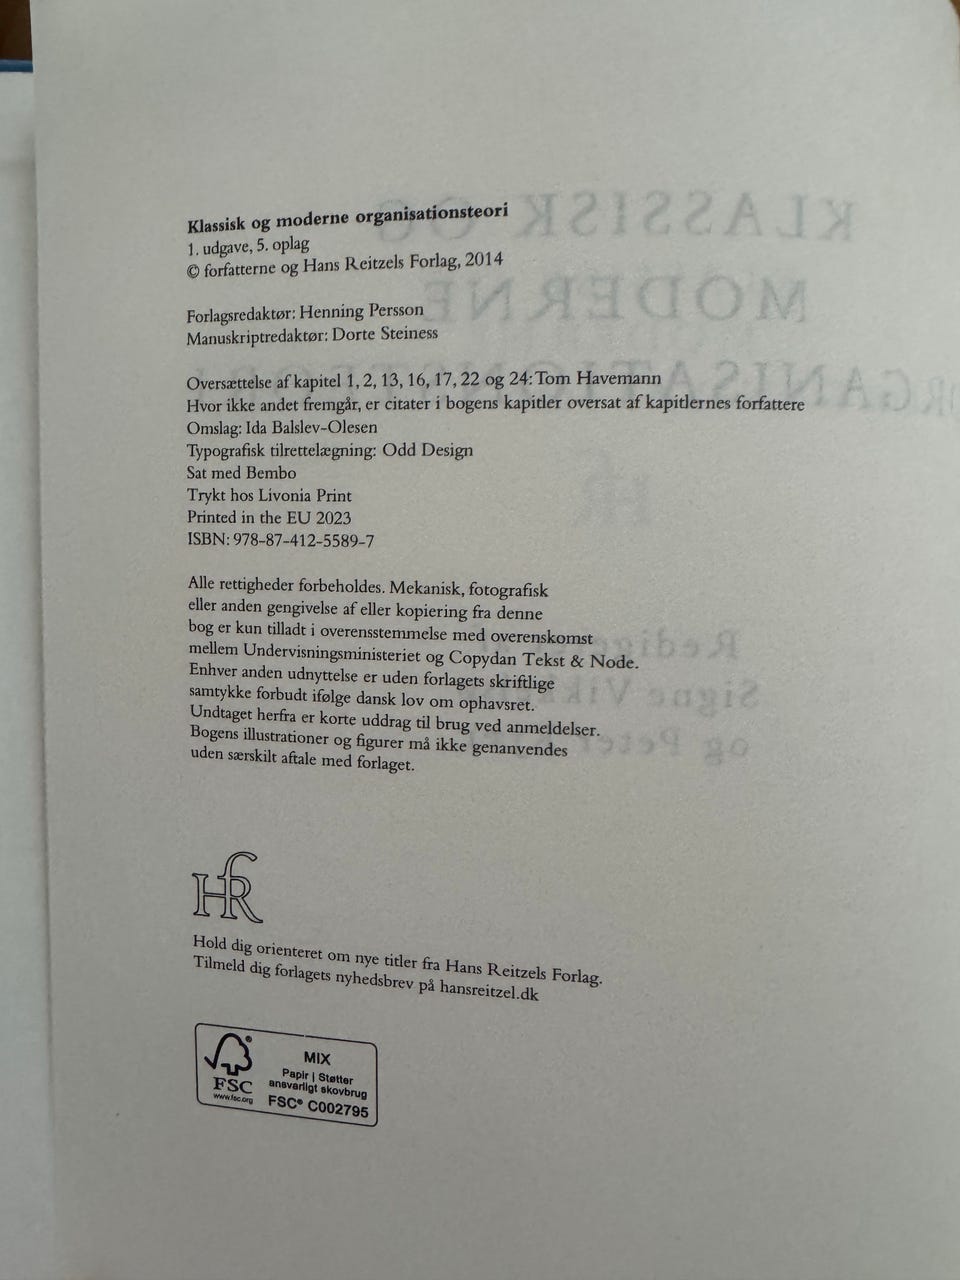 Klassisk og moderne organisationsteori
1. udgave, 5. oplag
© forfatterne og Hans Reitzels Forlag, 2014
Forlagsredaktør: Henning Persson
Manuskriptredaktør: Dorte Steiness
Oversættelse af kapitel 1, 2, 13, 16, 17, 22 og 24: Tom Havemann
Hvor ikke andet fremgår, er citater i bogens kapitler oversat af kapitlernes forfattere
Omslag: Ida Balslev-Olesen
Typografisk tilrettelægning: Odd Design
Sat med Bembo
Trykt hos Livonia Print
Printed in the EU 2023
ISBN: 978-87-412-5589-7
Alle rettigheder forbeholdes. Mekanisk, fotografisk
eller anden gengivelse af eller kopiering fra denne
bog er kun tilladt i overensstemmelse med overenskomst
mellem Undervisningsministeriet og Copydan Tekst & Node.
Enhver anden udnyttelse er uden forlagets skriftlige
samtykke forbudt ifølge dansk lov om ophavsret.
Undtaget herfra er korte uddrag til brug ved anmeldelser.
Bogens illustrationer og figurer må ikke genanvendes
uden særskilt aftale med forlaget.
HR
Hold dig orienteret om nye titler fra Hans Reitzels Forlag.
Tilmeld dig forlagets nyhedsbrev på hansreitzel.dk
MIX
Papir | Støtter
ansvarligt skovbrug
FSC® C002795
FSC
www.fsc.org
KLASSISK OG
MODERNE